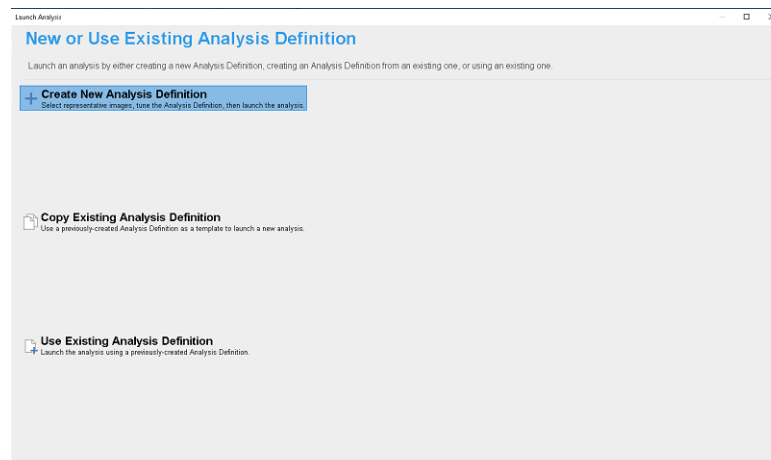 Launch Analysis
New or Use Existing Analysis Definition
Launch an analysis by either creating a new Analysis Definition, creating an Analysis Definition from an existing one, or using an existing one.
Create New Analysis Definition
Select representative images, tune the Analysis Definition, then launch the analysis.
Copy Existing Analysis Definition
Use a previously-created Analysis Definition as a template to launch a new analysis.
Use Existing Analysis Definition
Launch the analysis using a previously-created Analysis Definition.